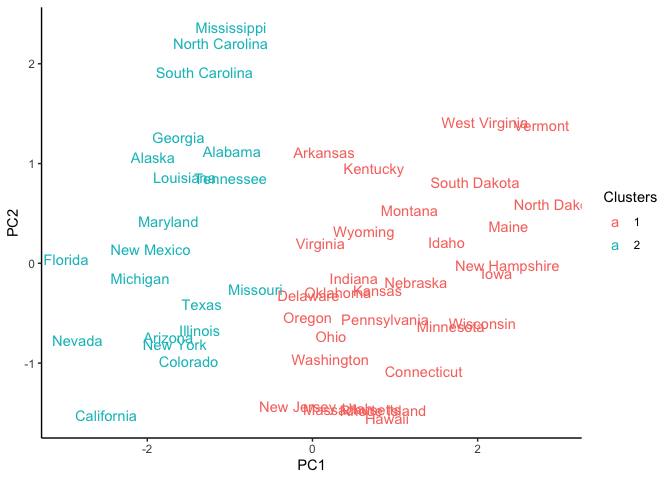 Mississippi
North Carolina
2
South Carolina
West Virginia
Vermont
Georgia
Alabama
Arkansas
Alaska
1
Kentucky
Louisiana
Tennessee
South Dakota
North Dako
Clusters
Montana
a 1
Maryland
Maine
Wyoming
a 2
Virginia
Idaho
PC2
New Mexico
Florida
0
New Hampshire
Iowa
Michigan
Indiana
Nebraska
Missouri
Oklahoma
Kansas
Delaware
Texas
Oregon
Pennsylvania
Wisconsin
Minnesota
Illinois
Arizona
Ohio
Nevada
New York
Washington
Colorado
-1
Connecticut
New Jersey
Utah
Massachusetts
Rhode Island
California
Hawaii
-2
0
2
PC1